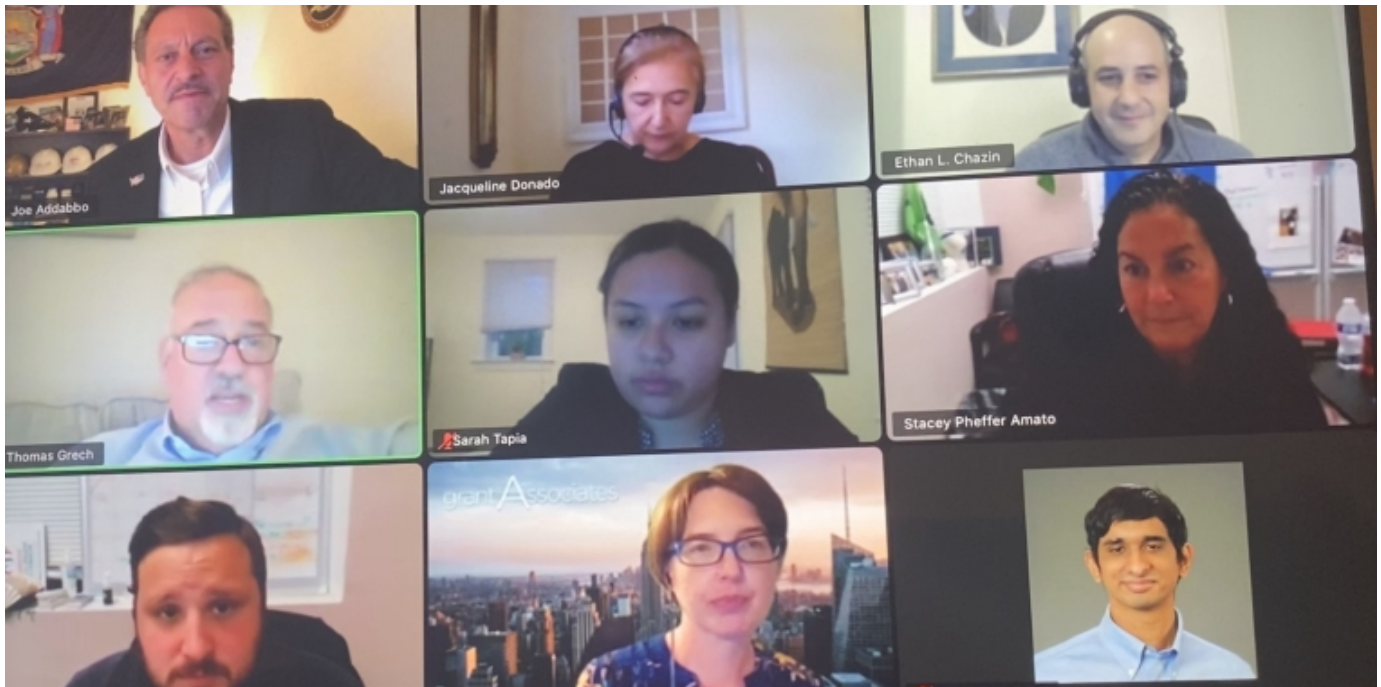 Joe Addabbo
Jacqueline Donado
Ethan L. Chazin
Thomas Grech
Sarah Tapia
Stacey Pheffer Amato
grantAssociates